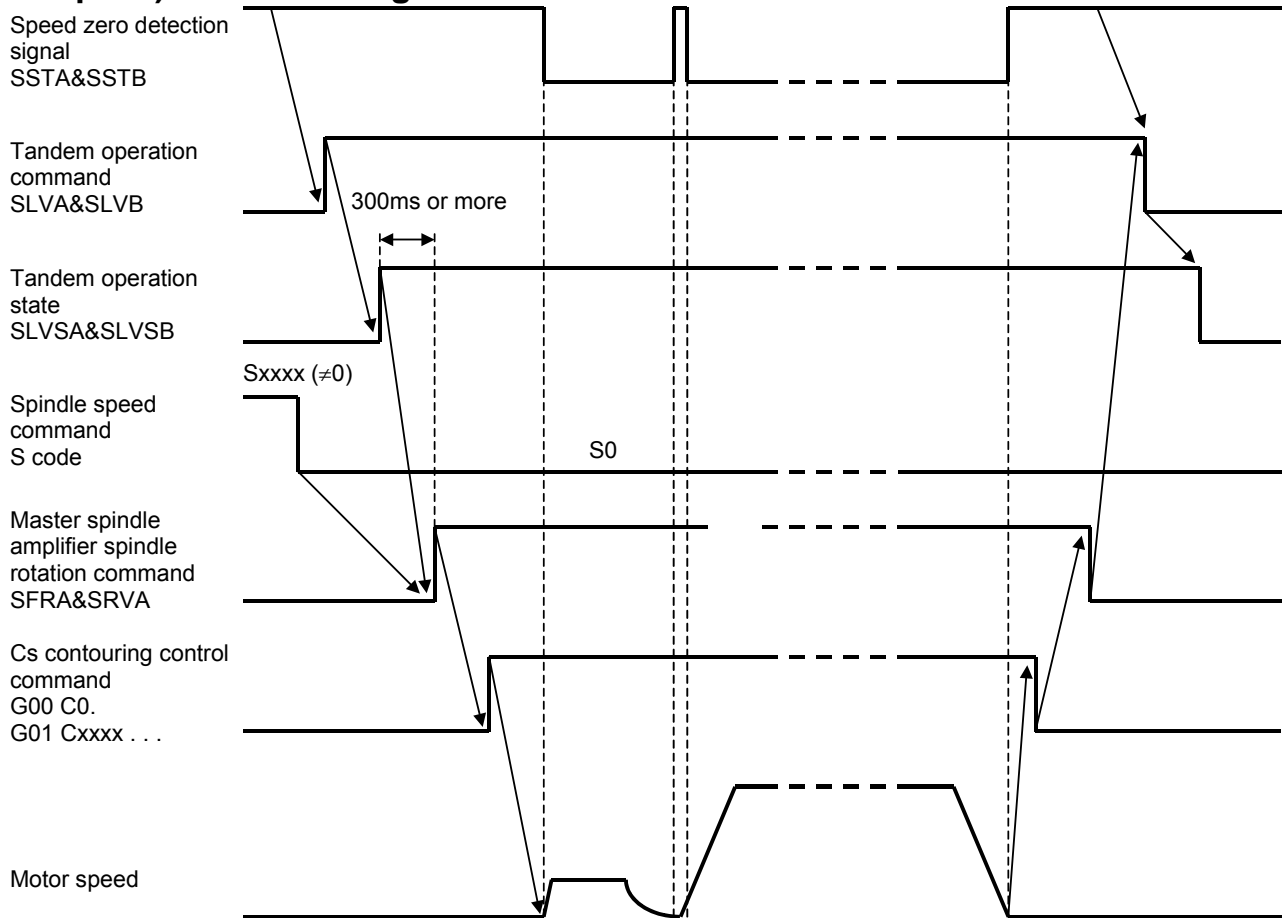 Speed zero detection
signal
SSTA&SSTB
Tandem operation
command
SLVA&SLVB
300ms or more
Tandem operation
state
SLVSA&SLVSB
Sxxxx (≠0)
Spindle speed
command
S code
S0
Master spindle
amplifier spindle
rotation command
SFRA&SRVA
Cs contouring control
command
G00 C0.
G01 Cxxxx . . .
Motor speed